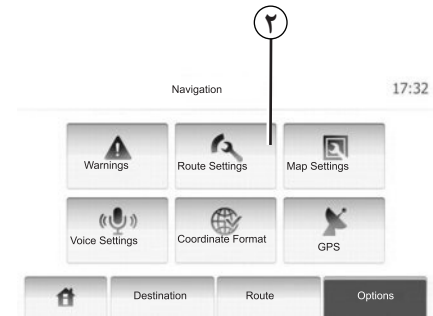 ٢
Navigation 17:32
Warnings Route Settings Map Settings
Voice Settings Coordinate Format GPS
Destination Route Options